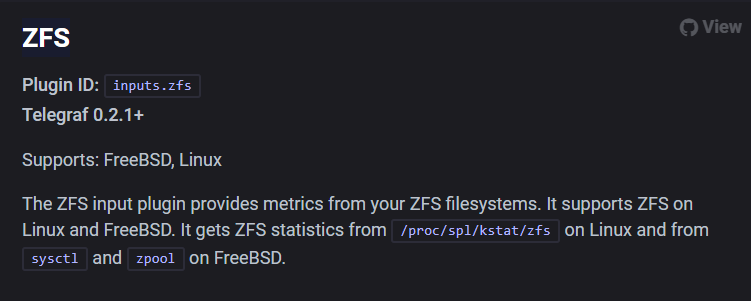 ZFS
View
Plugin ID: inputs.zfs
Telegraf 0.2.1+
Supports: FreeBSD, Linux
The ZFS input plugin provides metrics from your ZFS filesystems. It supports ZFS on
Linux and FreeBSD. It gets ZFS statistics from /proc/spl/kstat/zfs on Linux and from
sysctl and zpool on FreeBSD.